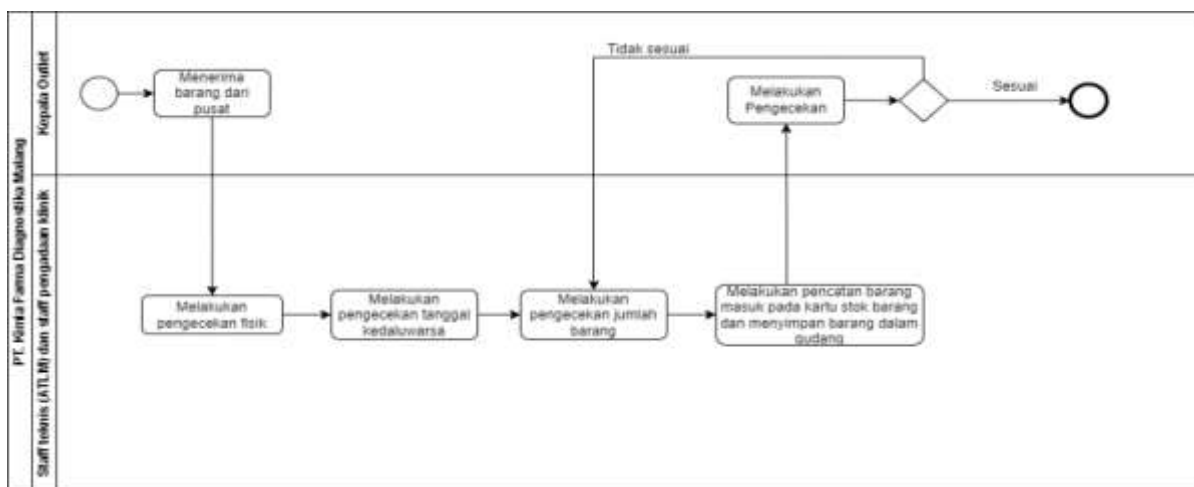 PT. Kimia Farma Diagnostika Malang
Kepala Outlet
Menerima
barang dari
pusat
Tidak sesuai
Melakukan
Pengecekan
Sesuai
Staff teknis (ATLM) dan staff pengadaan klinik
Melakukan
pengecekan fisik
Melakukan
pengecekan tanggal
kedaluwarsa
Melakukan
pengecekan jumlah
barang
Melakukan pencatan barang
masuk pada kartu stok barang
dan menyimpan barang dalam
gudang